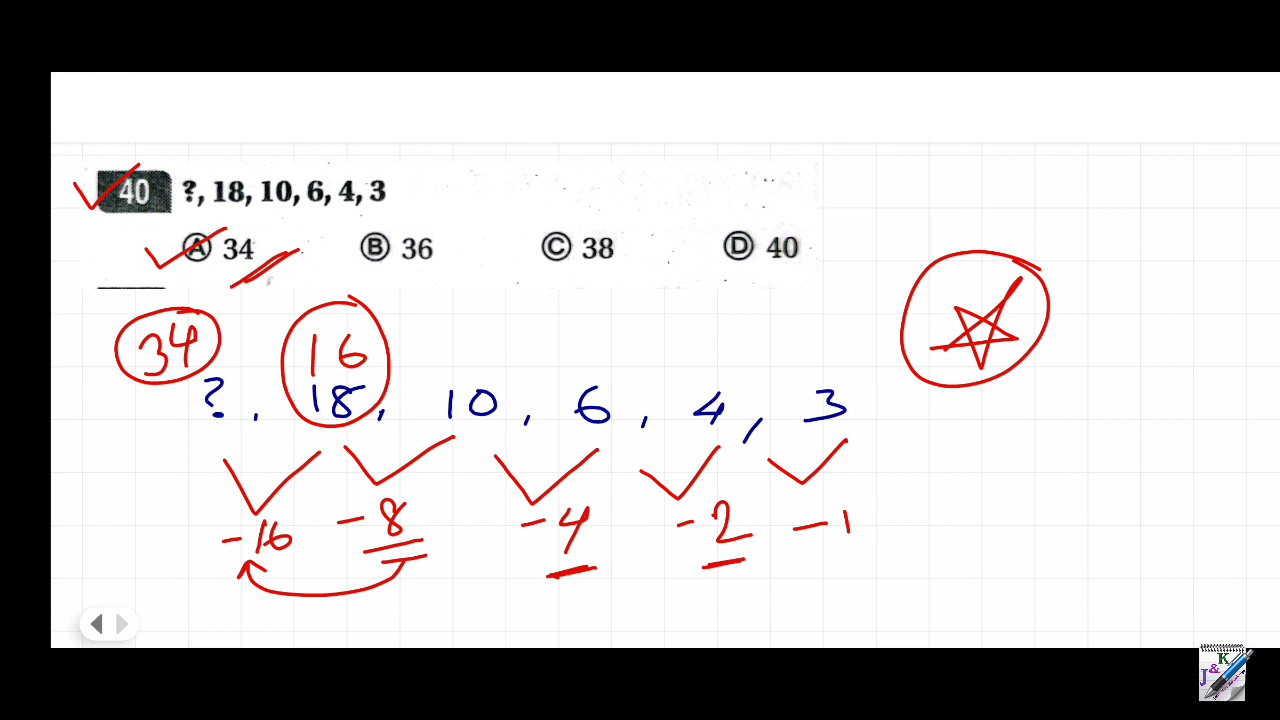 40 ?, 18, 10, 6, 4, 3
A 34 B 36 C 38 D 40
34 16
?, 18, 10, 6, 4, 3
-16 -8 -4 -2 -1
J & K